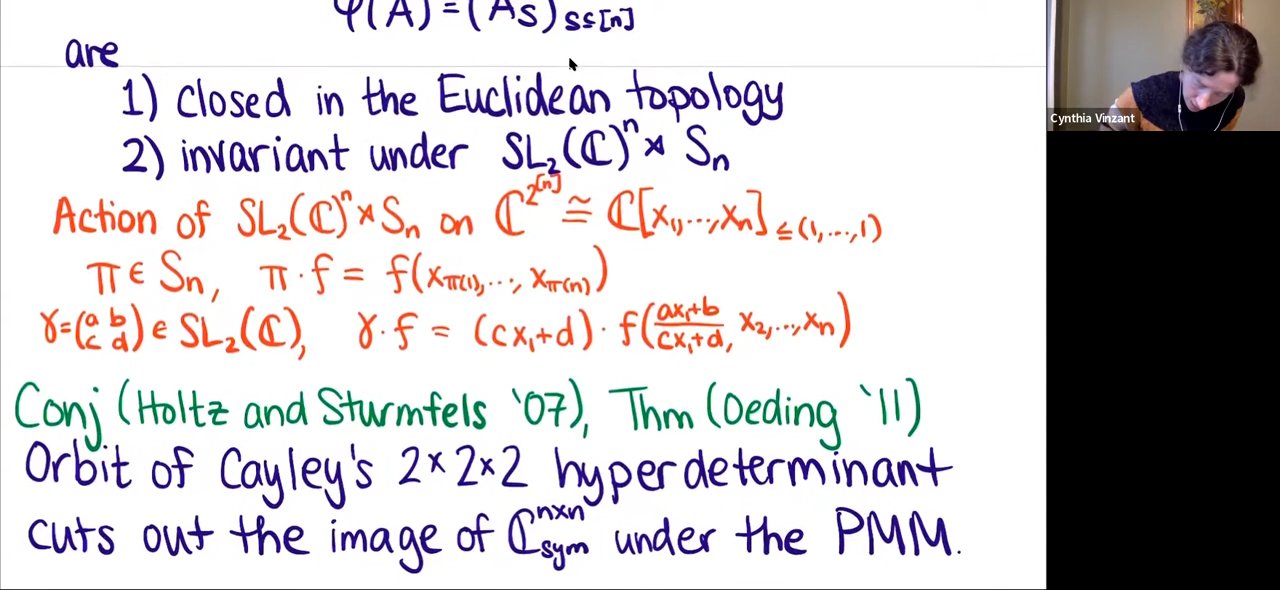 φ(A) = (A_S)_{S⊆[n]}
are
1) closed in the Euclidean topology
2) invariant under SL₂(ℂ)ⁿ ⋊ Sₙ
Action of SL₂(ℂ)ⁿ ⋊ Sₙ on ℂ^{2^{[n]}} ≅ ℂ[x₁,...,xₙ]_{≤(1,...,1)}
π ∈ Sₙ, π·f = f(x_{π(1)},..., x_{π(n)})
γ = (a b c d) ∈ SL₂(ℂ), γ·f = (cx₁+d)·f((ax₁+b)/(cx₁+d), x₂,...,xₙ)
Conj (Holtz and Sturmfels '07), Thm (Oeding '11)
Orbit of Cayley's 2×2×2 hyperdeterminant
cuts out the image of ℂ^{n×n}_{sym} under the PMM.
Cynthia Vinzant